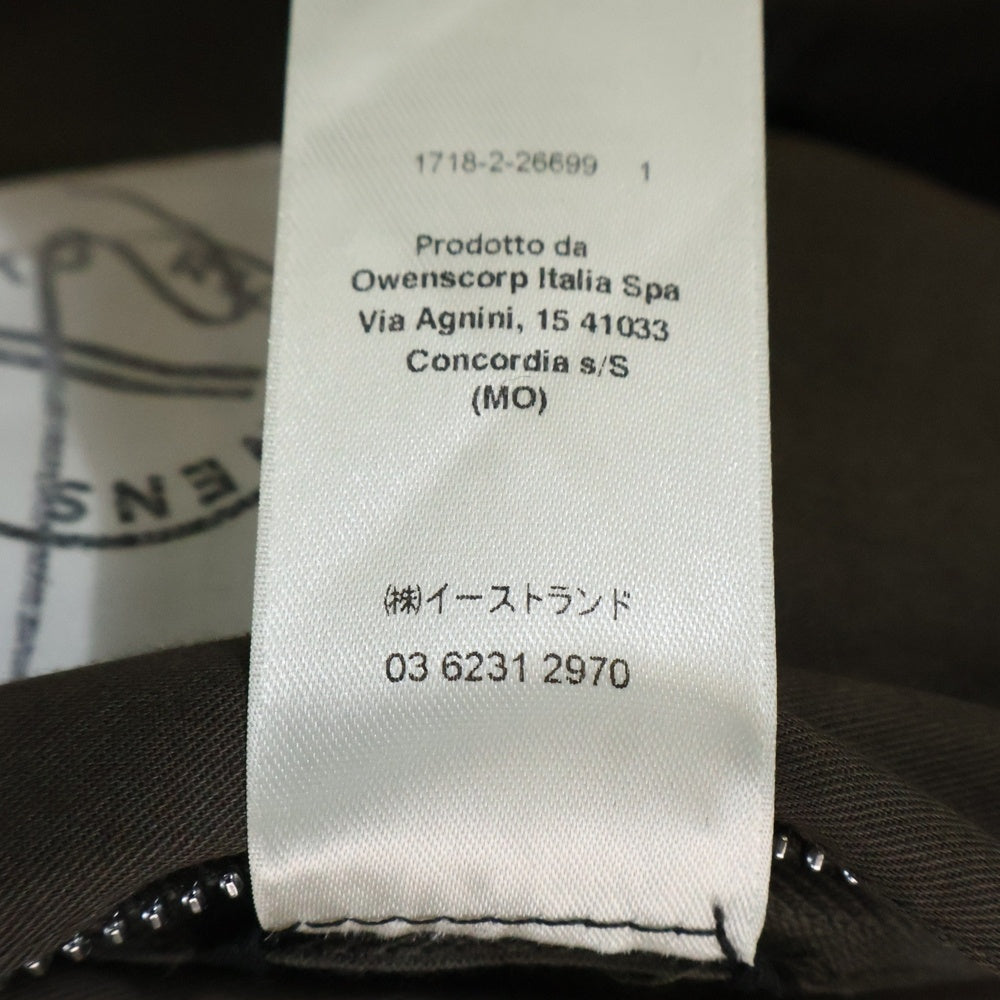 1718-2-26699 1
Prodotto da
Owenscorp Italia Spa
Via Agnini, 15 41033
Concordia s/S
(MO)
㈱イーストランド
03 6231 2970
ENS